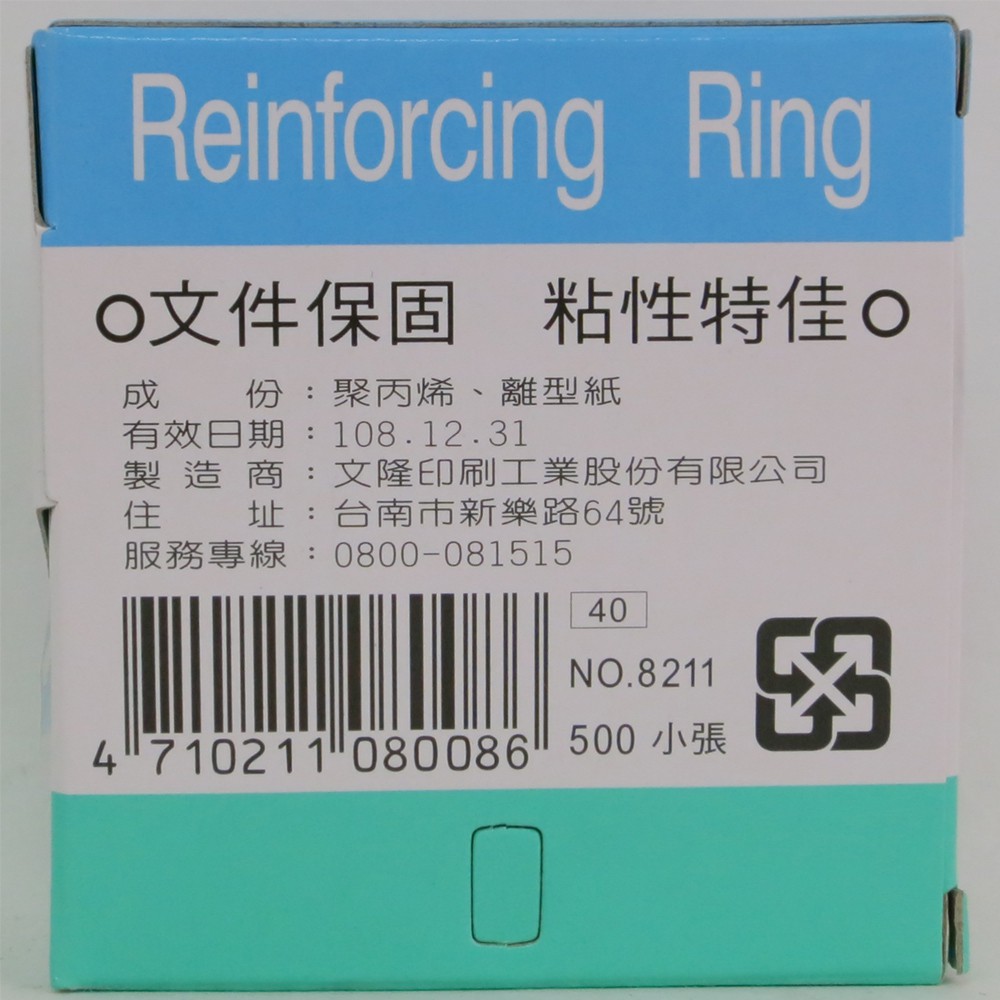 Reinforcing Ring
文件保固 粘性特佳
成份：聚丙烯、離型紙
有效日期：108.12.31
製造商：文隆印刷工業股份有限公司
住址：台南市新樂路64號
服務專線：0800-081515
40
NO.8211
500 小張
4 710211 080086